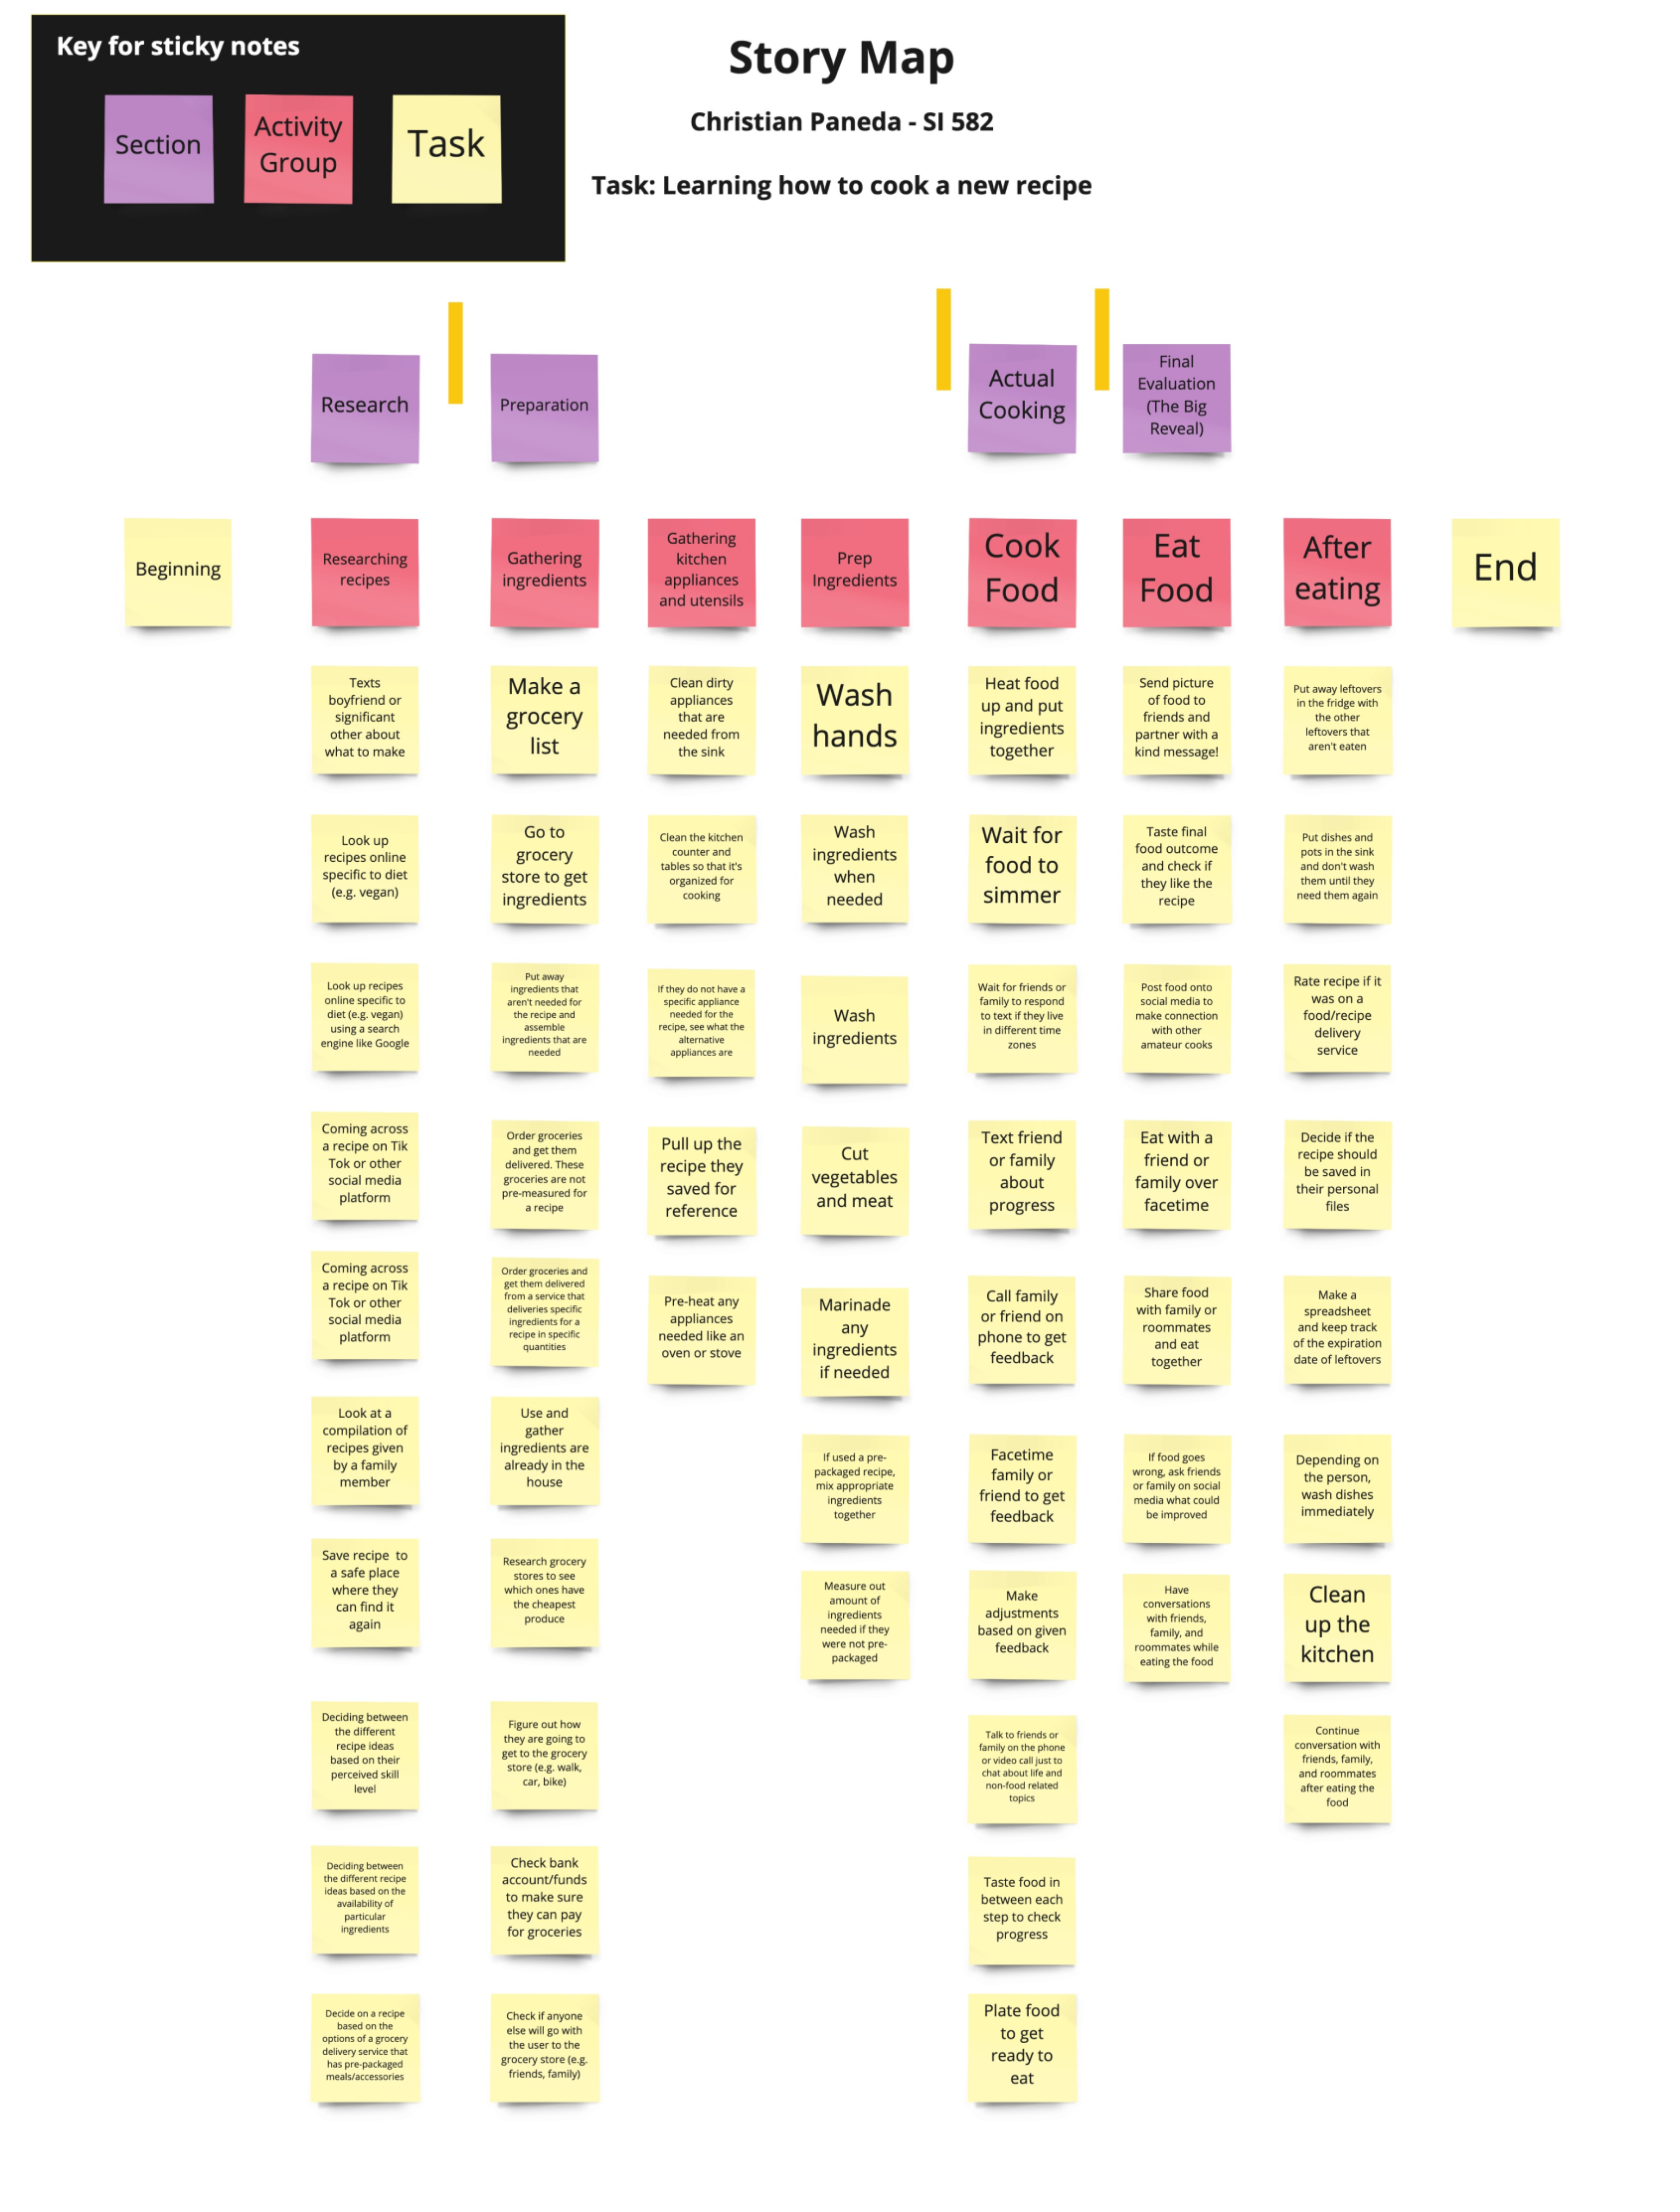 Key for sticky notes
Section
Activity
Group
Task
Story Map
Christian Paneda - SI 582
Task: Learning how to cook a new recipe
Research
Preparation
Actual
Cooking
Final
Evaluation
(The Big
Reveal)
Beginning
Researching
recipes
Gathering
ingredients
Gathering
kitchen
appliances
and utensils
Prep
Ingredients
Cook
Food
Eat
Food
After
eating
End
Texts
boyfriend or
significant
other about
what to make
Look up
recipes online
specific to diet
(e.g. vegan)
Look up recipes
online specific to
diet (e.g. vegan)
using a search
engine like Google
Coming across
a recipe on Tik
Tok or other
social media
platform
Coming across
a recipe on Tik
Tok or other
social media
platform
Look at a
compilation of
recipes given
by a family
member
Save recipe to
a safe place
where they
can find it
again
Deciding between
the different
recipe ideas
based on their
perceived skill
level
Deciding between
the different recipe
ideas based on the
availability of
particular
ingredients
Decide on a recipe
based on the
options of a grocery
delivery service that
has pre-packaged
meals/accessories
Make a
grocery
list
Go to
grocery
store to get
ingredients
Put away
ingredients that
aren't needed for
the recipe and
assemble
ingredients that are
needed
Order groceries
and get them
delivered. These
groceries are not
pre-measured for
a recipe
Order groceries and
get them delivered
from a service that
deliveries specific
ingredients for a
recipe in specific
quantities
Use and
gather
ingredients are
already in the
house
Research grocery
stores to see
which ones have
the cheapest
produce
Figure out how
they are going to
get to the grocery
store (e.g. walk,
car, bike)
Check bank
account/funds
to make sure
they can pay
for groceries
Check if anyone
else will go with
the user to the
grocery store (e.g.
friends, family)
Clean dirty
appliances
that are
needed from
the sink
Clean the kitchen
counter and
tables so that it's
organized for
cooking
If they do not have a
specific appliance
needed for the
recipe, see what the
alternative
appliances are
Pull up the
recipe they
saved for
reference
Pre-heat any
appliances
needed like an
oven or stove
Wash
hands
Wash
ingredients
when
needed
Wash
ingredients
Cut
vegetables
and meat
Marinade
any
ingredients
if needed
If used a pre-
packaged recipe,
mix appropriate
ingredients
together
Measure out
amount of
ingredients
needed if they
were not pre-
packaged
Heat food
up and put
ingredients
together
Wait for
food to
simmer
Wait for friends or
family to respond
to text if they live
in different time
zones
Text friend
or family
about
progress
Call family
or friend on
phone to get
feedback
Facetime
family or
friend to get
feedback
Make
adjustments
based on given
feedback
Talk to friends or
family on the phone
or video call just to
chat about life and
non-food related
topics
Taste food in
between each
step to check
progress
Plate food
to get
ready to
eat
Send picture
of food to
friends and
partner with a
kind message!
Taste final
food outcome
and check if
they like the
recipe
Post food onto
social media to
make connection
with other
amateur cooks
Eat with a
friend or
family over
facetime
Share food
with family or
roommates
and eat
together
If food goes
wrong, ask friends
or family on social
media what could
be improved
Have
conversations
with friends,
family, and
roommates while
eating the food
Put away leftovers
in the fridge with
the other
leftovers that
aren't eaten
Put dishes and
pots in the sink
and don't wash
them until they
need them again
Rate recipe if it
was on a
food/recipe
delivery
service
Decide if the
recipe should
be saved in
their personal
files
Make a
spreadsheet
and keep track
of the expiration
date of leftovers
Depending on
the person,
wash dishes
immediately
Clean
up the
kitchen
Continue
conversation with
friends, family,
and roommates
after eating the
food